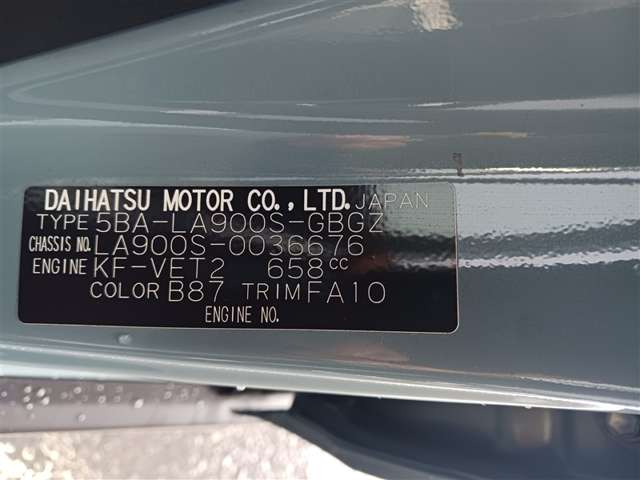 DAIHATSU MOTOR CO., LTD. JAPAN
TYPE 5BA-LA900S-GBGZ
CHASSIS NO. LA900S-0036676
ENGINE KF-VET2 658CC
COLOR B87 TRIM FA10
ENGINE NO.